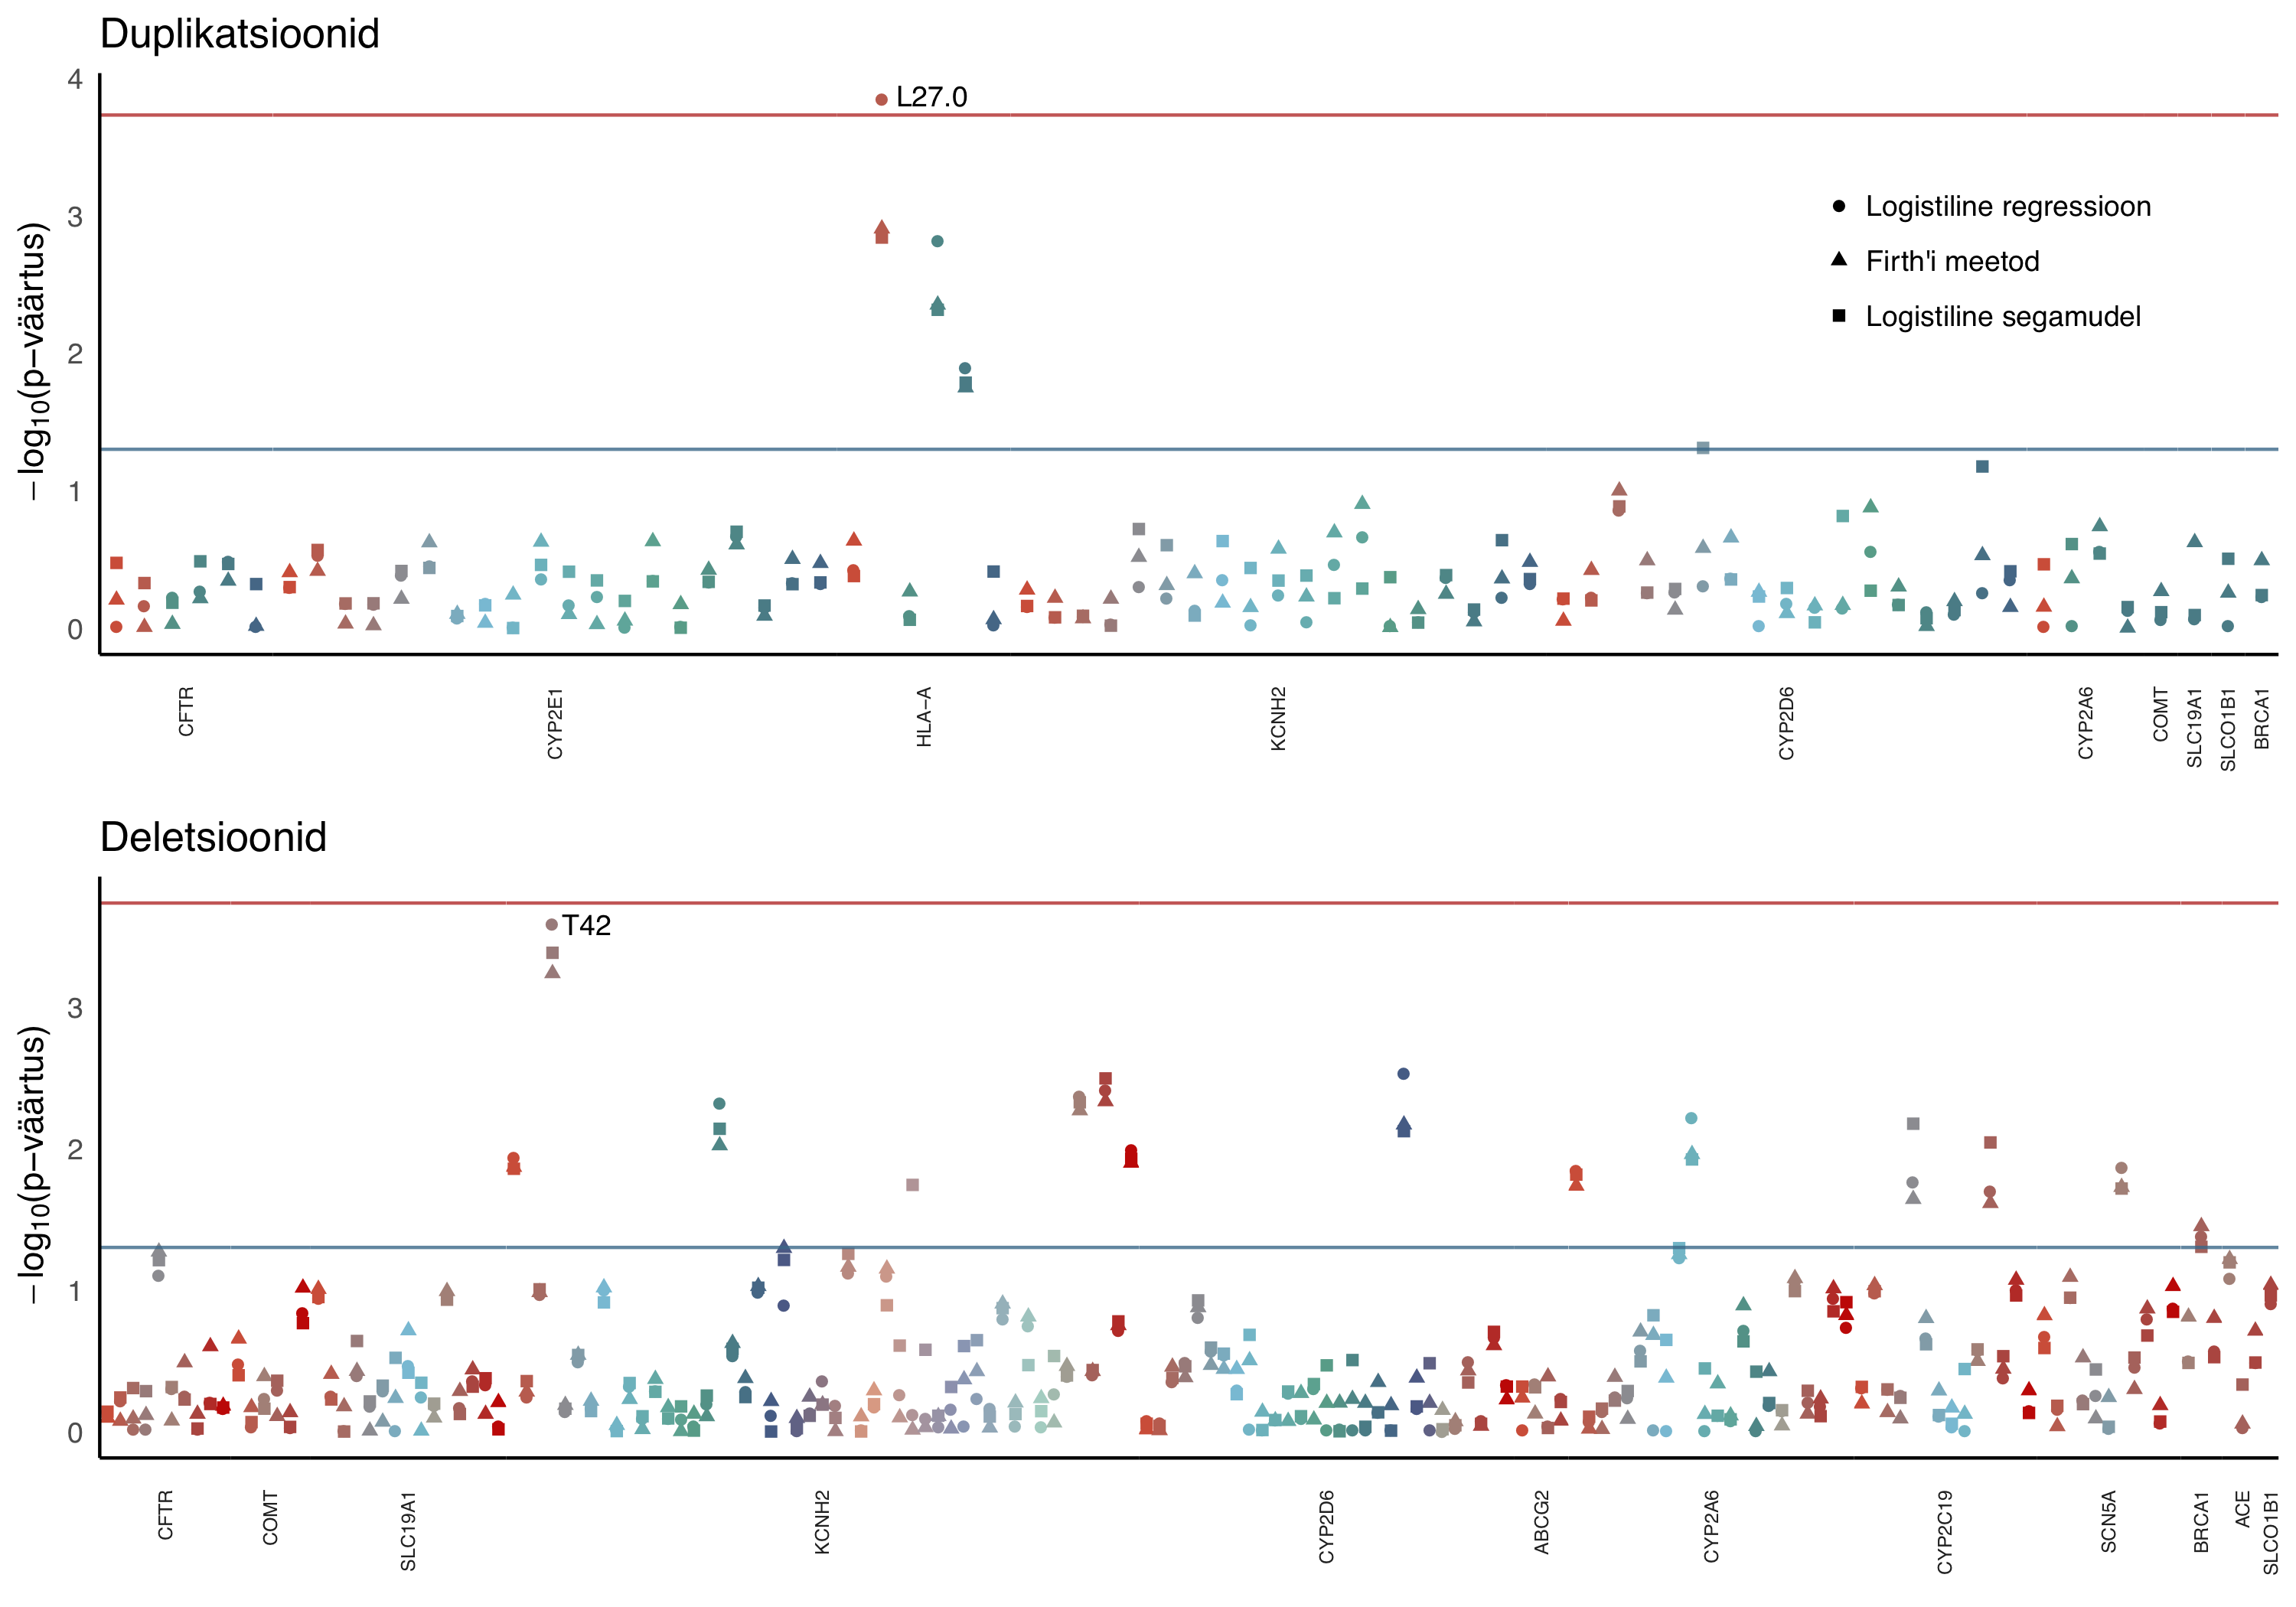 Duplikatsioonid
4
L27.0
3
Logistiline regressioon
Firth'i meetod
Logistiline segamudel
2
1
0
−log10(p−väärtus)
CFTR
CYP2E1
HLA−A
KCNH2
CYP2D6
CYP2A6
COMT
SLC19A1
SLCO1B1
BRCA1
Deletsioonid
T42
3
2
1
0
−log10(p−väärtus)
CFTR
COMT
SLC19A1
KCNH2
CYP2D6
ABCG2
CYP2A6
CYP2C19
SCN5A
BRCA1
ACE
SLCO1B1